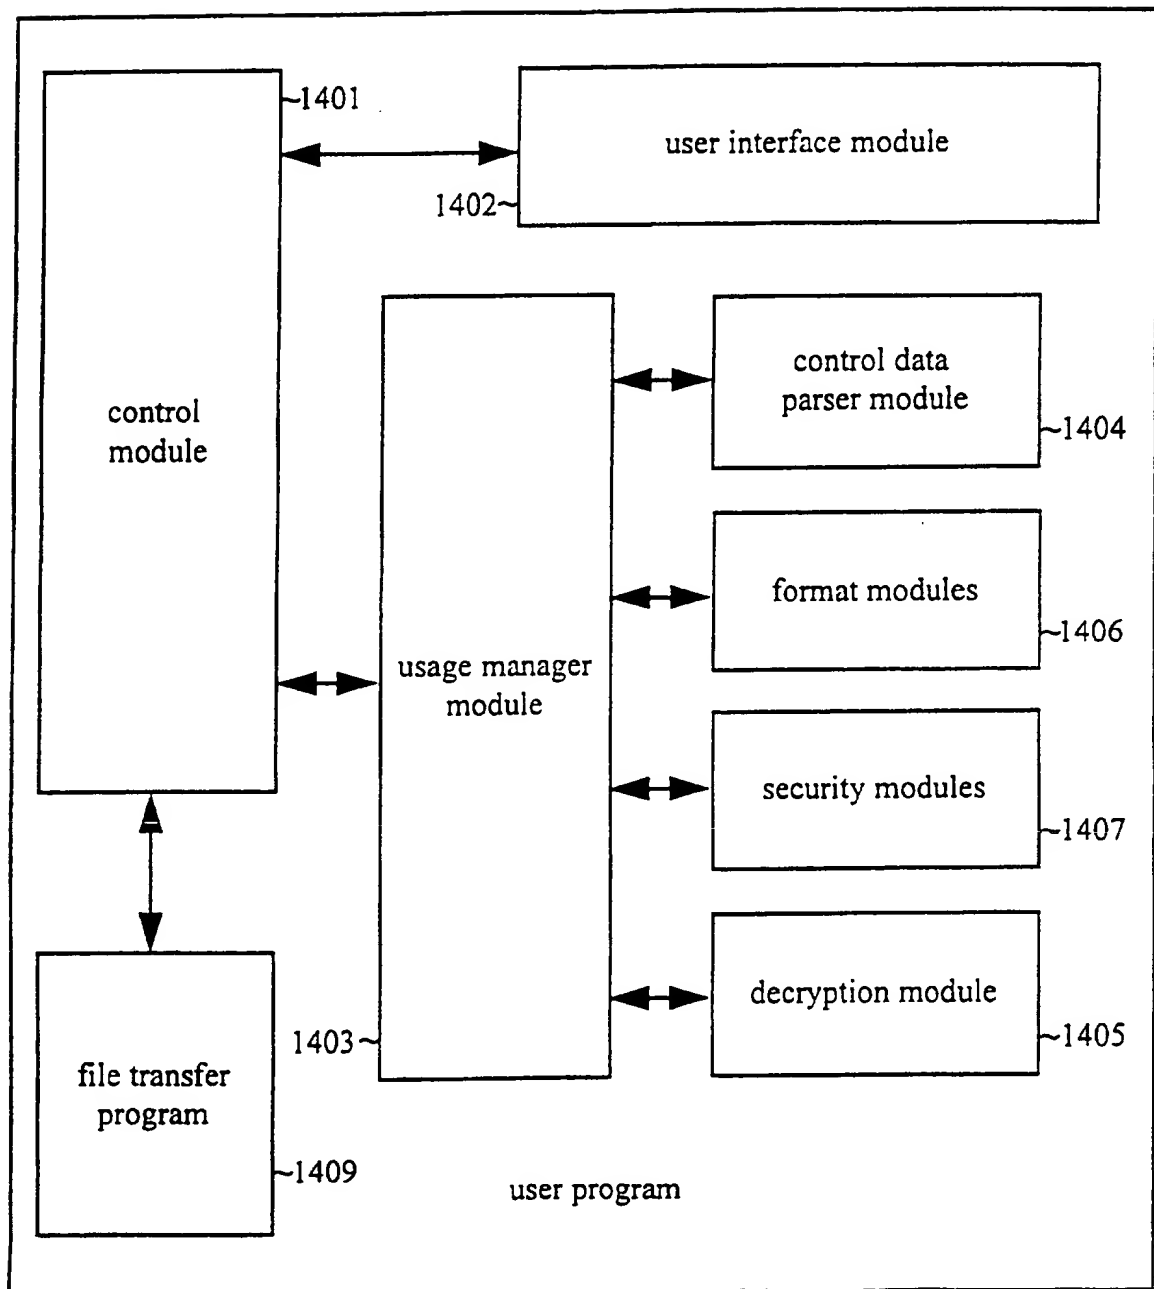 1401
user interface module
1402
control
module
control data
parser module
1404
format modules
1406
usage manager
module
security modules
1407
decryption module
1405
1403
file transfer
program
1409
user program